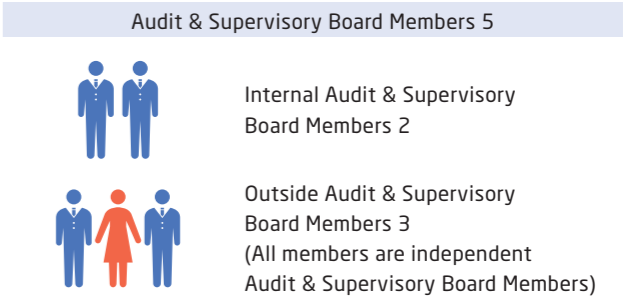 Audit & Supervisory Board Members 5
Internal Audit & Supervisory
Board Members 2
Outside Audit & Supervisory
Board Members 3
(All members are independent
Audit & Supervisory Board Members)